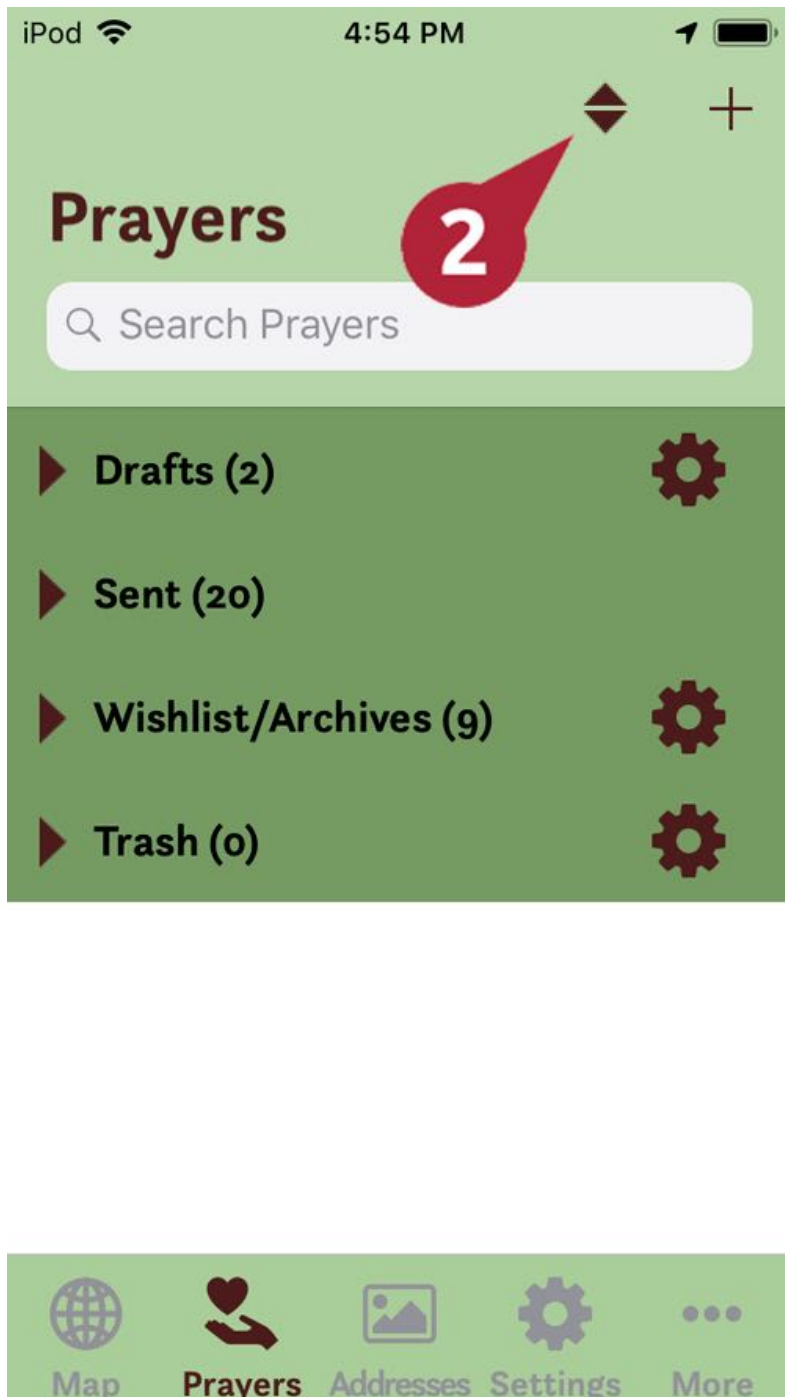 iPod 4:54 PM
Prayers
2
Search Prayers
Drafts (2)
Sent (20)
Wishlist/Archives (9)
Trash (0)
Map Prayers Addresses Settings More